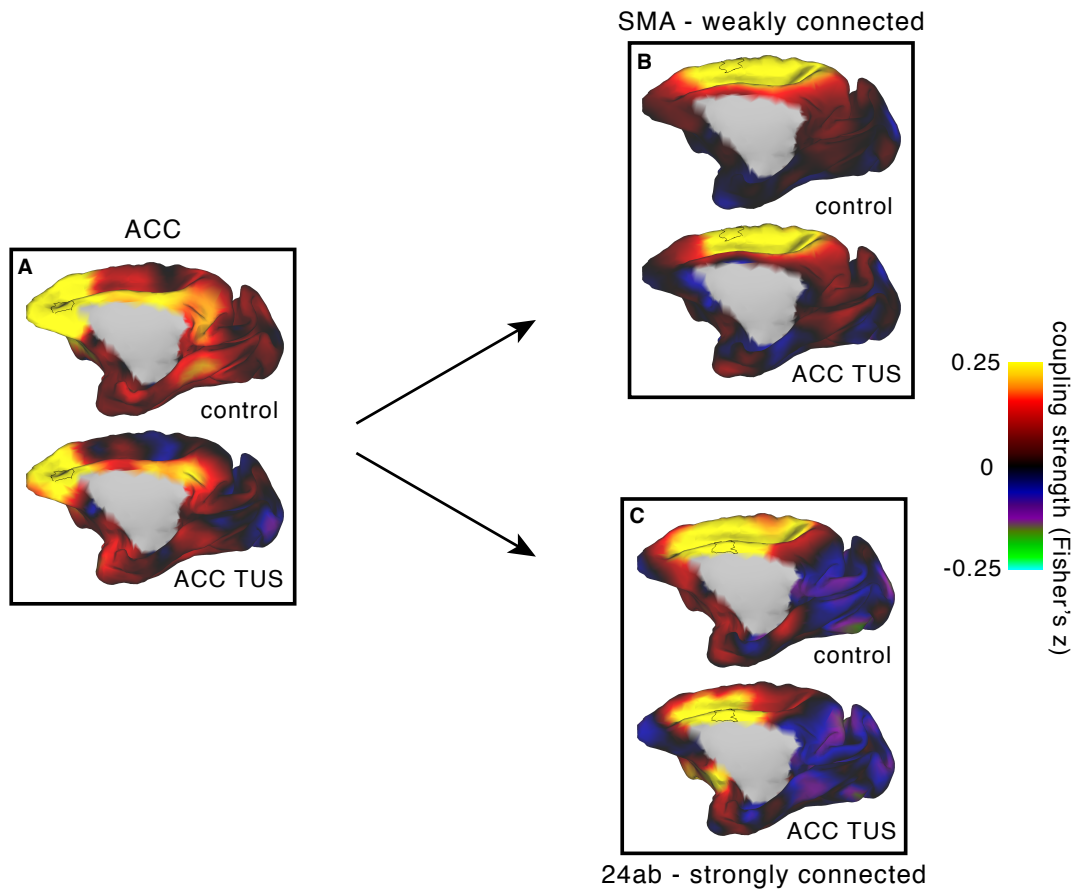 SMA - weakly connected
B
control
ACC TUS
ACC
A
control
ACC TUS
0.25
0
-0.25
coupling strength (Fisher's z)
C
control
ACC TUS
24ab - strongly connected